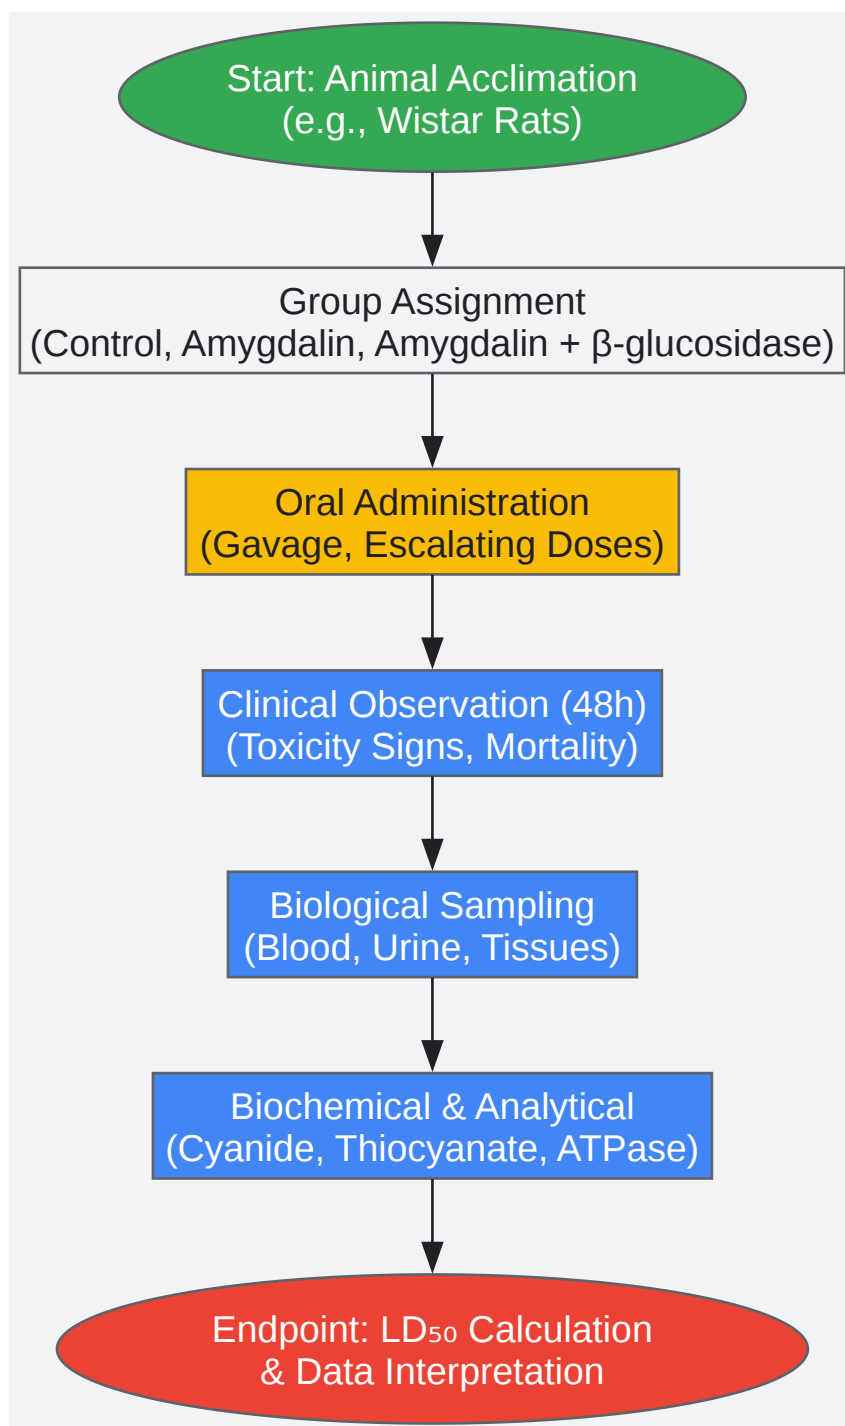 Start: Animal Acclimation
(e.g., Wistar Rats)
Group Assignment
(Control, Amygdalin, Amygdalin + β-glucosidase)
Oral Administration
(Gavage, Escalating Doses)
Clinical Observation (48h)
(Toxicity Signs, Mortality)
Biological Sampling
(Blood, Urine, Tissues)
Biochemical & Analytical
(Cyanide, Thiocyanate, ATPase)
Endpoint: LD₅₀ Calculation
& Data Interpretation